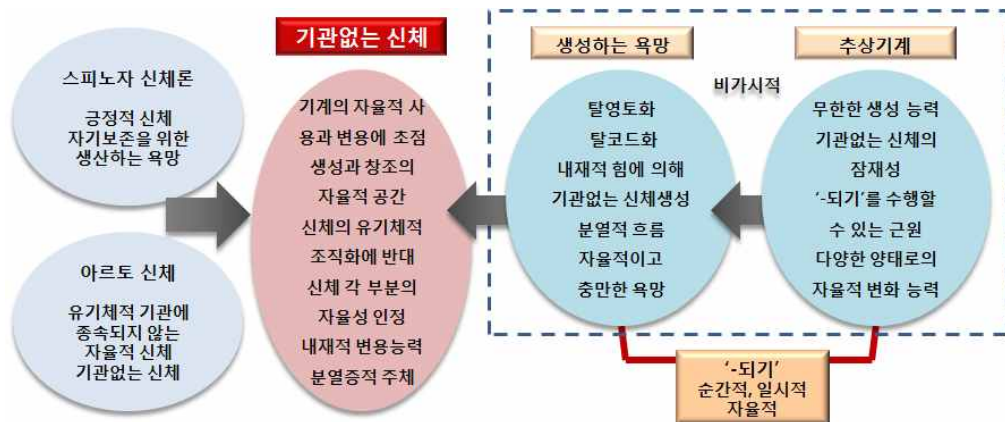 스피노자 신체론
긍정적 신체
자기보존을 위한
생산하는 욕망
아르토 신체
유기체적 기관에
종속되지 않는
자율적 신체
기관없는 신체
기관없는 신체
기계의 자율적 사
용과 변용에 초점
생성과 창조의
자율적 공간
신체의 유기체적
조직화에 반대
신체 각 부분의
자율성 인정
내재적 변용능력
분열증적 주체
생성하는 욕망
탈영토화
탈코드화
내재적 힘에 의해
기관없는 신체생성
분열적 흐름
자율적이고
충만한 욕망
비가시적
추상기계
무한한 생성 능력
기관없는 신체의
잠재성
‘-되기’를 수행할
수 있는 근원
다양한 양태로의
자율적 변화 능력
‘-되기’
순간적, 일시적
자율적